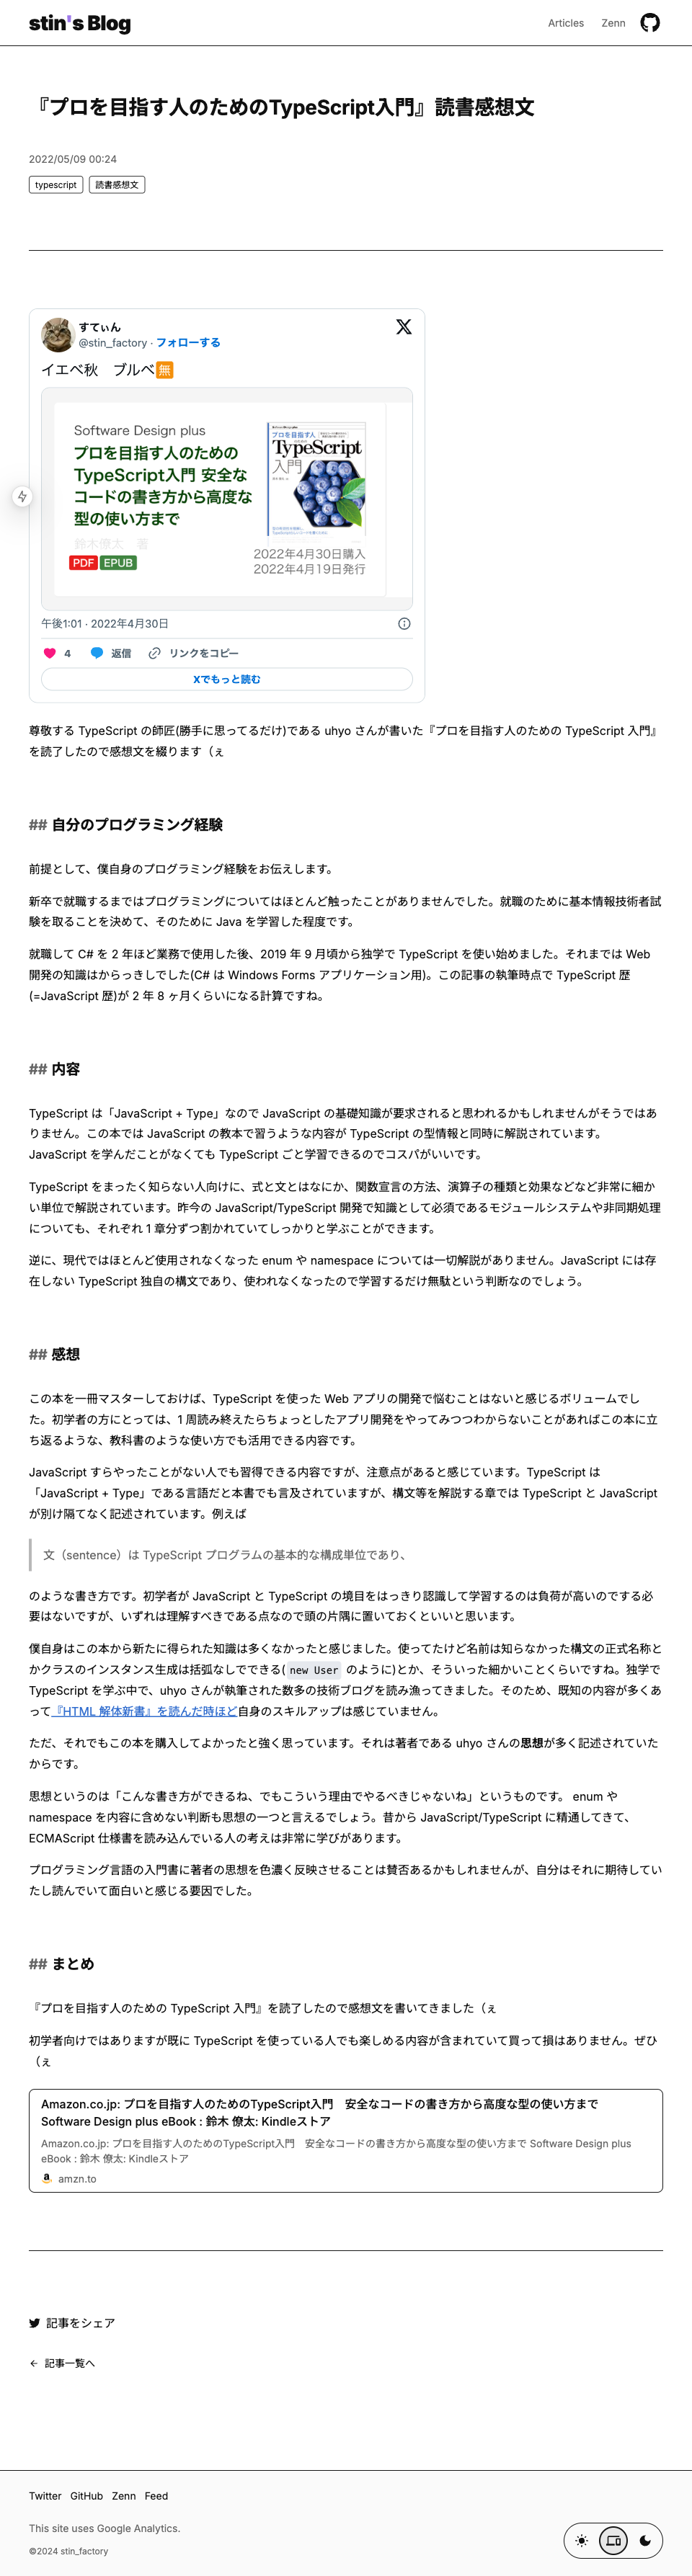 stin's Blog
Articles Zenn
『プロを目指す人のためのTypeScript入門』読書感想文
2022/05/09 00:24
typescript 読書感想文
すてぃん
@stin_factory · フォローする
イエベ秋　ブルベ🈚
Software Design plus
プロを目指す人のための
TypeScript入門 安全な
コードの書き方から高度な
型の使い方まで
鈴木僚太　著
PDF EPUB
プロを目指す人
TypeScript
入門
2022年4月30日購入
2022年4月19日発行
午後1:01 · 2022年4月30日
4 返信 リンクをコピー
Xでもっと読む
尊敬する TypeScript の師匠(勝手に思ってるだけ)である uhyo さんが書いた『プロを目指す人のための TypeScript 入門』
を読了したので感想文を綴ります（ぇ
## 自分のプログラミング経験
前提として、僕自身のプログラミング経験をお伝えします。
新卒で就職するまではプログラミングについてはほとんど触ったことがありませんでした。就職のために基本情報技術者試
験を取ることを決めて、そのために Java を学習した程度です。
就職して C# を 2 年ほど業務で使用した後、2019 年 9 月頃から独学で TypeScript を使い始めました。それまでは Web
開発の知識はからっきしでした(C# は Windows Forms アプリケーション用)。この記事の執筆時点で TypeScript 歴
(=JavaScript 歴)が 2 年 8 ヶ月くらいになる計算ですね。
## 内容
TypeScript は「JavaScript + Type」なので JavaScript の基礎知識が要求されると思われるかもしれませんがそうではあ
りません。この本では JavaScript の教本で習うような内容が TypeScript の型情報と同時に解説されています。
JavaScript を学んだことがなくても TypeScript ごと学習できるのでコスパがいいです。
TypeScript をまったく知らない人向けに、式と文とはなにか、関数宣言の方法、演算子の種類と効果などなど非常に細か
い単位で解説されています。昨今の JavaScript/TypeScript 開発で知識として必須であるモジュールシステムや非同期処理
についても、それぞれ 1 章分ずつ割かれていてしっかりと学ぶことができます。
逆に、現代ではほとんど使用されなくなった enum や namespace については一切解説がありません。JavaScript には存
在しない TypeScript 独自の構文であり、使われなくなったので学習するだけ無駄という判断なのでしょう。
## 感想
この本を一冊マスターしておけば、TypeScript を使った Web アプリの開発で悩むことはないと感じるボリュームでし
た。初学者の方にとっては、1 周読み終えたらちょっとしたアプリ開発をやってみつつわからないことがあればこの本に立
ち返るような、教科書のような使い方でも活用できる内容です。
JavaScript すらやったことがない人でも習得できる内容ですが、注意点があると感じています。TypeScript は
「JavaScript + Type」である言語だと本書でも言及されていますが、構文等を解説する章では TypeScript と JavaScript
が別け隔てなく記述されています。例えば
文（sentence）は TypeScript プログラムの基本的な構成単位であり、
のような書き方です。初学者が JavaScript と TypeScript の境目をはっきり認識して学習するのは負荷が高いのでする必
要はないですが、いずれは理解すべきである点なので頭の片隅に置いておくといいと思います。
僕自身はこの本から新たに得られた知識は多くなかったと感じました。使ってたけど名前は知らなかった構文の正式名称と
かクラスのインスタンス生成は括弧なしでできる(new User のように)とか、そういった細かいことくらいですね。独学で
TypeScript を学ぶ中で、uhyo さんが執筆された数多の技術ブログを読み漁ってきました。そのため、既知の内容が多くあ
って『HTML 解体新書』を読んだ時ほど自身のスキルアップは感じていません。
ただ、それでもこの本を購入してよかったと強く思っています。それは著者である uhyo さんの思想が多く記述されていた
からです。
思想というのは「こんな書き方ができるね、でもこういう理由でやるべきじゃないね」というものです。 enum や
namespace を内容に含めない判断も思想の一つと言えるでしょう。昔から JavaScript/TypeScript に精通してきて、
ECMAScript 仕様書を読み込んでいる人の考えは非常に学びがあります。
プログラミング言語の入門書に著者の思想を色濃く反映させることは賛否あるかもしれませんが、自分はそれに期待してい
たし読んでいて面白いと感じる要因でした。
## まとめ
『プロを目指す人のための TypeScript 入門』を読了したので感想文を書いてきました（ぇ
初学者向けではありますが既に TypeScript を使っている人でも楽しめる内容が含まれていて買って損はありません。ぜひ
（ぇ
Amazon.co.jp: プロを目指す人のためのTypeScript入門　安全なコードの書き方から高度な型の使い方まで
Software Design plus eBook : 鈴木 僚太: Kindleストア
Amazon.co.jp: プロを目指す人のためのTypeScript入門　安全なコードの書き方から高度な型の使い方まで Software Design plus
eBook : 鈴木 僚太: Kindleストア
amzn.to
記事をシェア
← 記事一覧へ
Twitter GitHub Zenn Feed
This site uses Google Analytics.
©2024 stin_factory